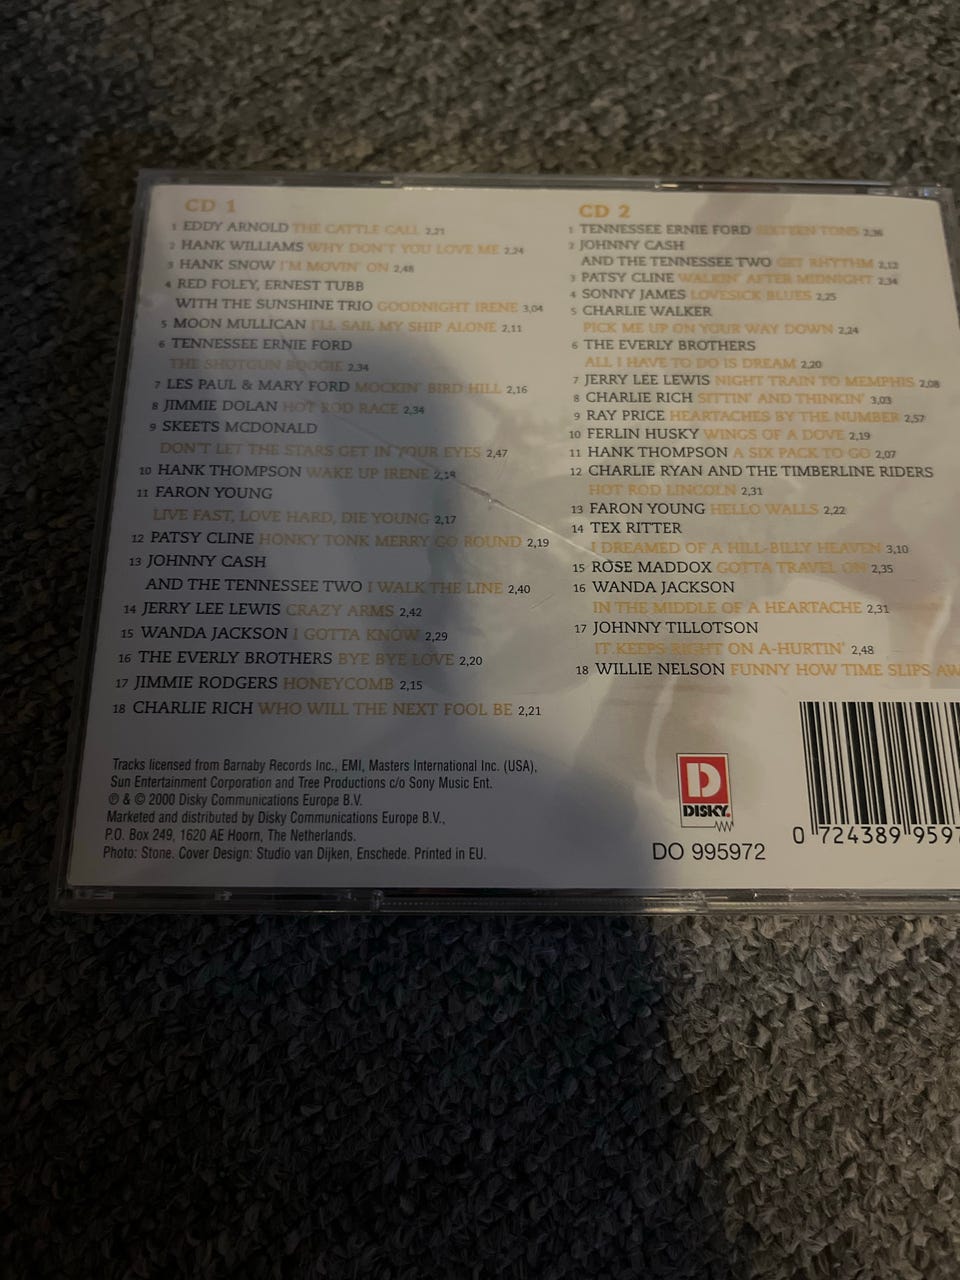 CD 1
1 EDDY ARNOLD THE CATTLE CALL 2,21
2 HANK WILLIAMS WHY DON'T YOU LOVE ME 2,24
3 HANK SNOW I'M MOVIN' ON 2,48
4 RED FOLEY, ERNEST TUBB
WITH THE SUNSHINE TRIO GOODNIGHT IRENE 3,04
5 MOON MULLICAN I'LL SAIL MY SHIP ALONE 2,11
6 TENNESSEE ERNIE FORD
THE SHOTGUN BOOGIE 2,34
7 LES PAUL & MARY FORD MOCKIN' BIRD HILL 2,16
8 JIMMIE DOLAN HOT ROD RACE 2,34
9 SKEETS MCDONALD
DON'T LET THE STARS GET IN YOUR EYES 2,47
10 HANK THOMPSON WAKE UP IRENE 2,18
11 FARON YOUNG
LIVE FAST, LOVE HARD, DIE YOUNG 2,17
12 PATSY CLINE HONKY TONK MERRY GO ROUND 2,19
13 JOHNNY CASH
AND THE TENNESSEE TWO I WALK THE LINE 2,40
14 JERRY LEE LEWIS CRAZY ARMS 2,42
15 WANDA JACKSON I GOTTA KNOW 2,29
16 THE EVERLY BROTHERS BYE BYE LOVE 2,20
17 JIMMIE RODGERS HONEYCOMB 2,15
18 CHARLIE RICH WHO WILL THE NEXT FOOL BE 2,21
CD 2
1 TENNESSEE ERNIE FORD SIXTEEN TONS 2,36
2 JOHNNY CASH
AND THE TENNESSEE TWO GET RHYTHM 2,12
3 PATSY CLINE WALKIN' AFTER MIDNIGHT 2,34
4 SONNY JAMES LOVESICK BLUES 2,25
5 CHARLIE WALKER
PICK ME UP ON YOUR WAY DOWN 2,24
6 THE EVERLY BROTHERS
ALL I HAVE TO DO IS DREAM 2,20
7 JERRY LEE LEWIS NIGHT TRAIN TO MEMPHIS 2,08
8 CHARLIE RICH SITTIN' AND THINKIN' 3,03
9 RAY PRICE HEARTACHES BY THE NUMBER 2,57
10 FERLIN HUSKY WINGS OF A DOVE 2,19
11 HANK THOMPSON A SIX PACK TO GO 2,07
12 CHARLIE RYAN AND THE TIMBERLINE RIDERS
HOT ROD LINCOLN 2,31
13 FARON YOUNG HELLO WALLS 2,22
14 TEX RITTER
I DREAMED OF A HILL-BILLY HEAVEN 3,10
15 ROSE MADDOX GOTTA TRAVEL ON 2,35
16 WANDA JACKSON
IN THE MIDDLE OF A HEARTACHE 2,31
17 JOHNNY TILLOTSON
IT KEEPS RIGHT ON A-HURTIN' 2,48
18 WILLIE NELSON FUNNY HOW TIME SLIPS AW
Tracks licensed from Barnaby Records Inc., EMI, Masters International Inc. (USA),
Sun Entertainment Corporation and Tree Productions c/o Sony Music Ent.
℗ & © 2000 Disky Communications Europe B.V.
Marketed and distributed by Disky Communications Europe B.V.,
P.O. Box 249, 1620 AE Hoorn, The Netherlands.
Photo: Stone. Cover Design: Studio van Dijken, Enschede. Printed in EU.
D
DISKY.
DO 995972
0 724389 9597